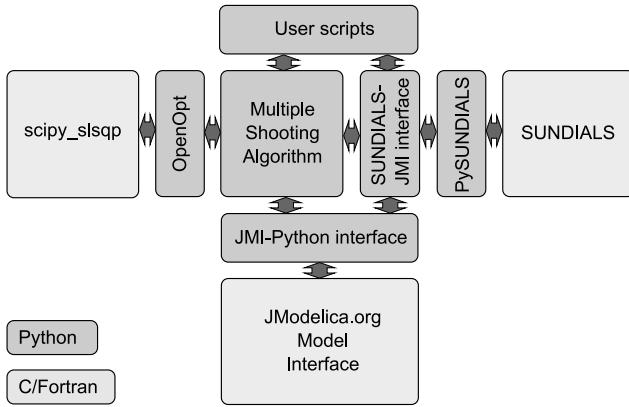 User scripts
scipy_slsqp
OpenOpt
Multiple
Shooting
Algorithm
SUNDIALS-
JMI interface
PySUNDIALS
SUNDIALS
JMI-Python interface
JModelica.org
Model
Interface
Python
C/Fortran